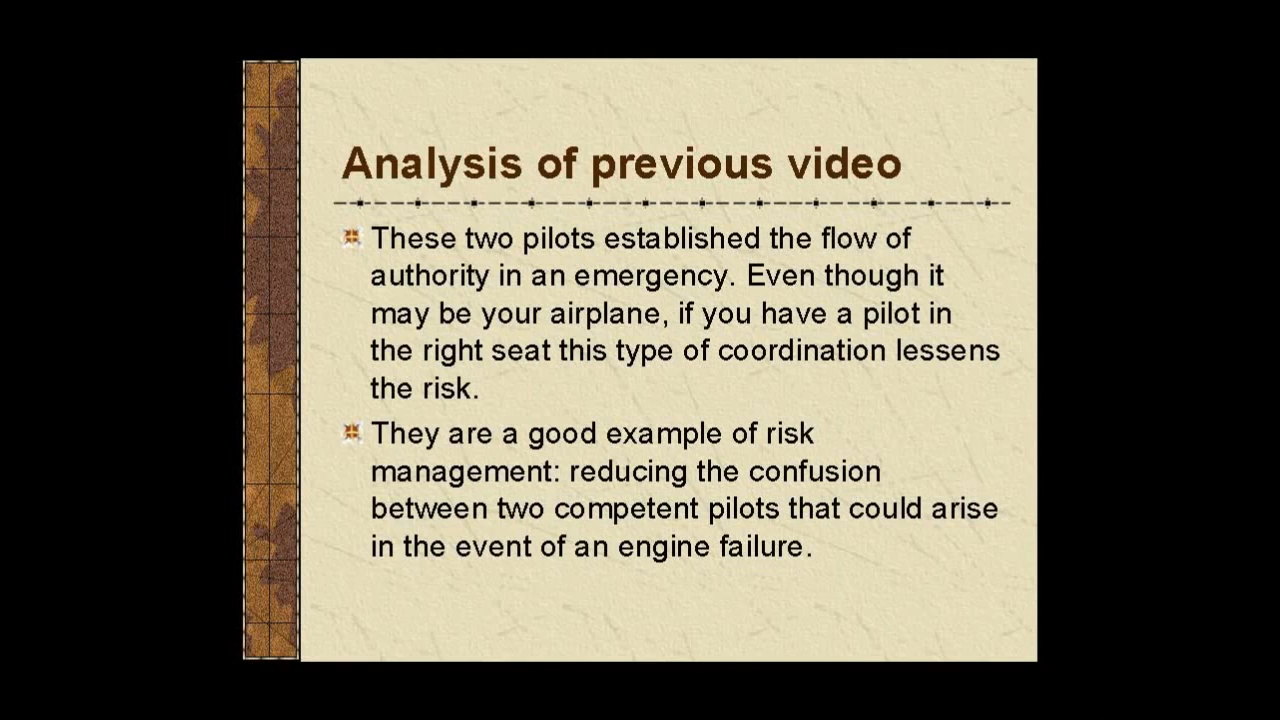 Analysis of previous video
These two pilots established the flow of
authority in an emergency. Even though it
may be your airplane, if you have a pilot in
the right seat this type of coordination lessens
the risk.
They are a good example of risk
management: reducing the confusion
between two competent pilots that could arise
in the event of an engine failure.